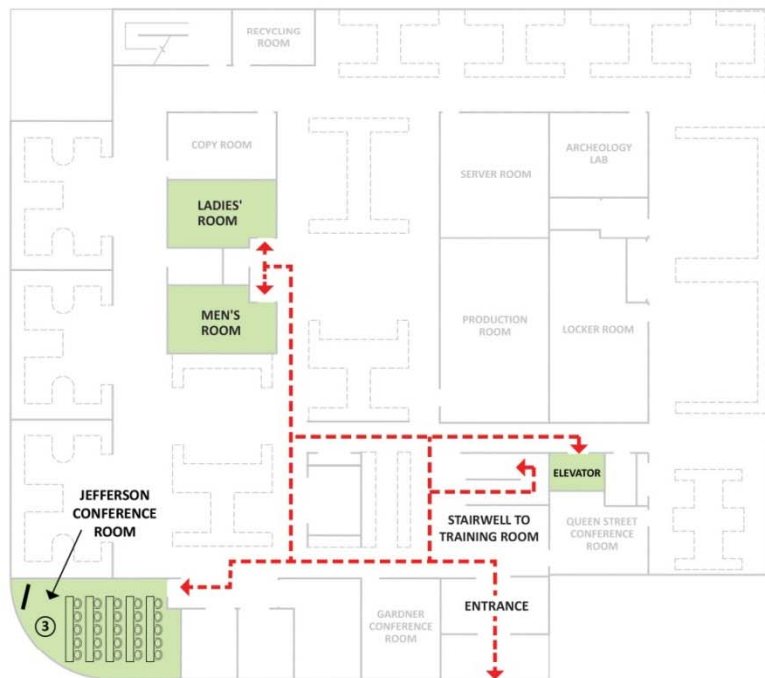 RECYCLING
ROOM
COPY ROOM
ARCHEOLOGY
LAB
SERVER ROOM
LADIES'
ROOM
MEN'S
ROOM
PRODUCTION
ROOM
LOCKER ROOM
ELEVATOR
JEFFERSON
CONFERENCE
ROOM
STAIRWELL TO
TRAINING ROOM
QUEEN STREET
CONFERENCE
ROOM
3
GARDNER
CONFERENCE
ROOM
ENTRANCE